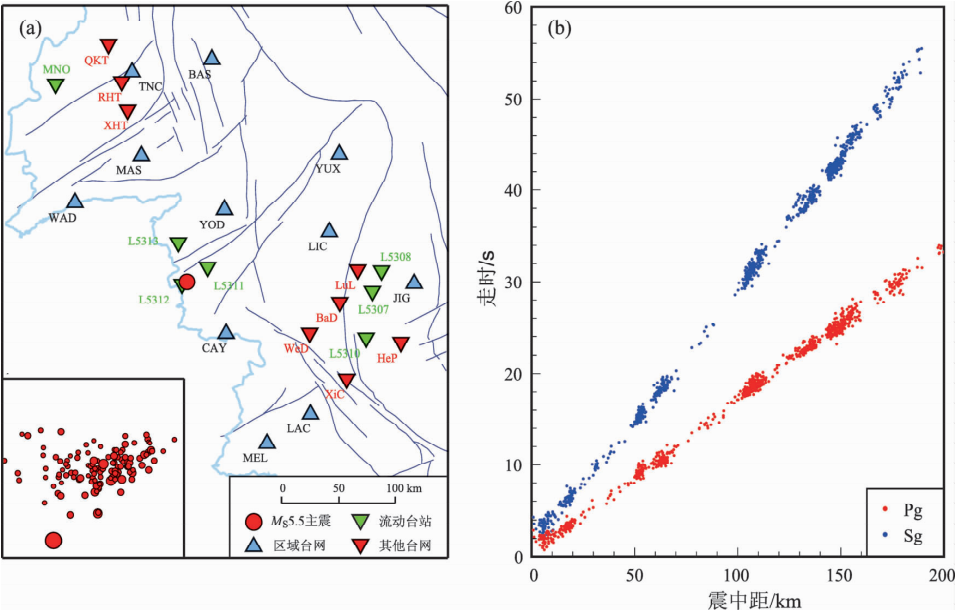 (a)
QKT
MNO
BAS
TNC
RHT
XHT
MAS
YUX
WAD
YOD
LIC
L5313
L5308
L5311
LuL
JIG
L5312
L5307
BaD
CAY
WeD
L5310
HeP
XiC
LAC
MEL
0 50 100 km
MS5.5主震
流动台站
区域台网
其他台网
(b)
60
50
40
30
20
10
0
走时/s
Pg
Sg
0 50 100 150 200
震中距/km